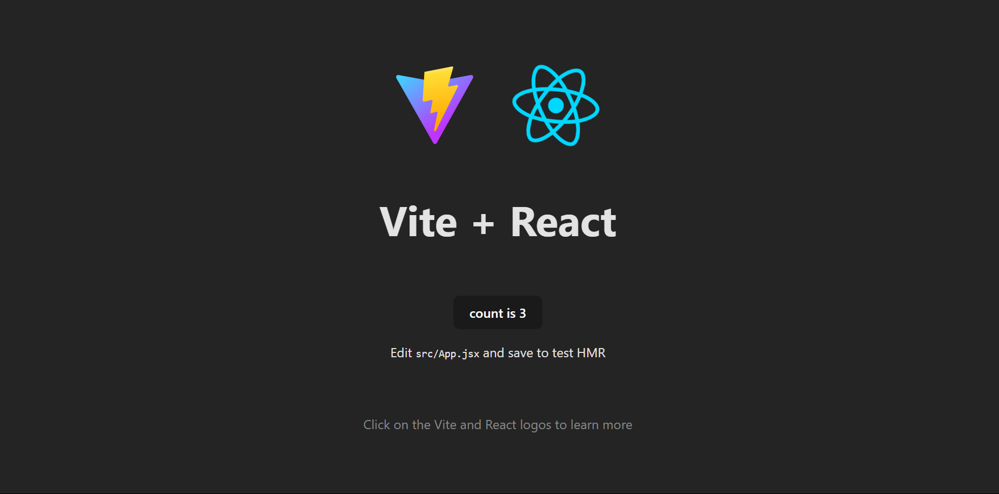 Vite + React
count is 3
Edit src/App.jsx and save to test HMR
Click on the Vite and React logos to learn more